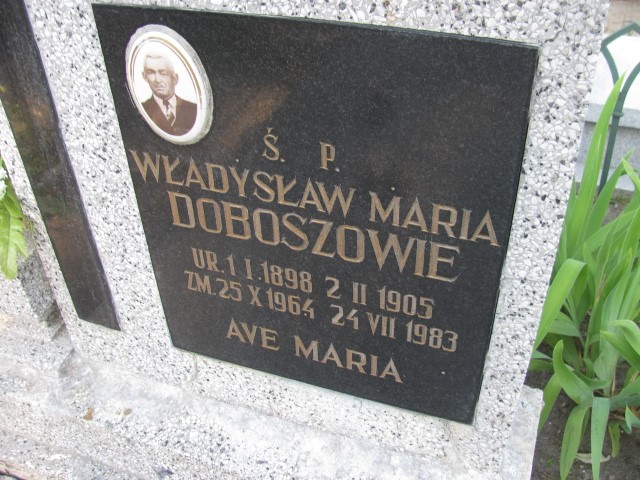 Ś. P.
WŁADYSŁAW MARIA
DOBOSZOWIE
UR. 1 I 1898 2 II 1905
ZM. 25 X 1964 24 VII 1983
AVE MARIA